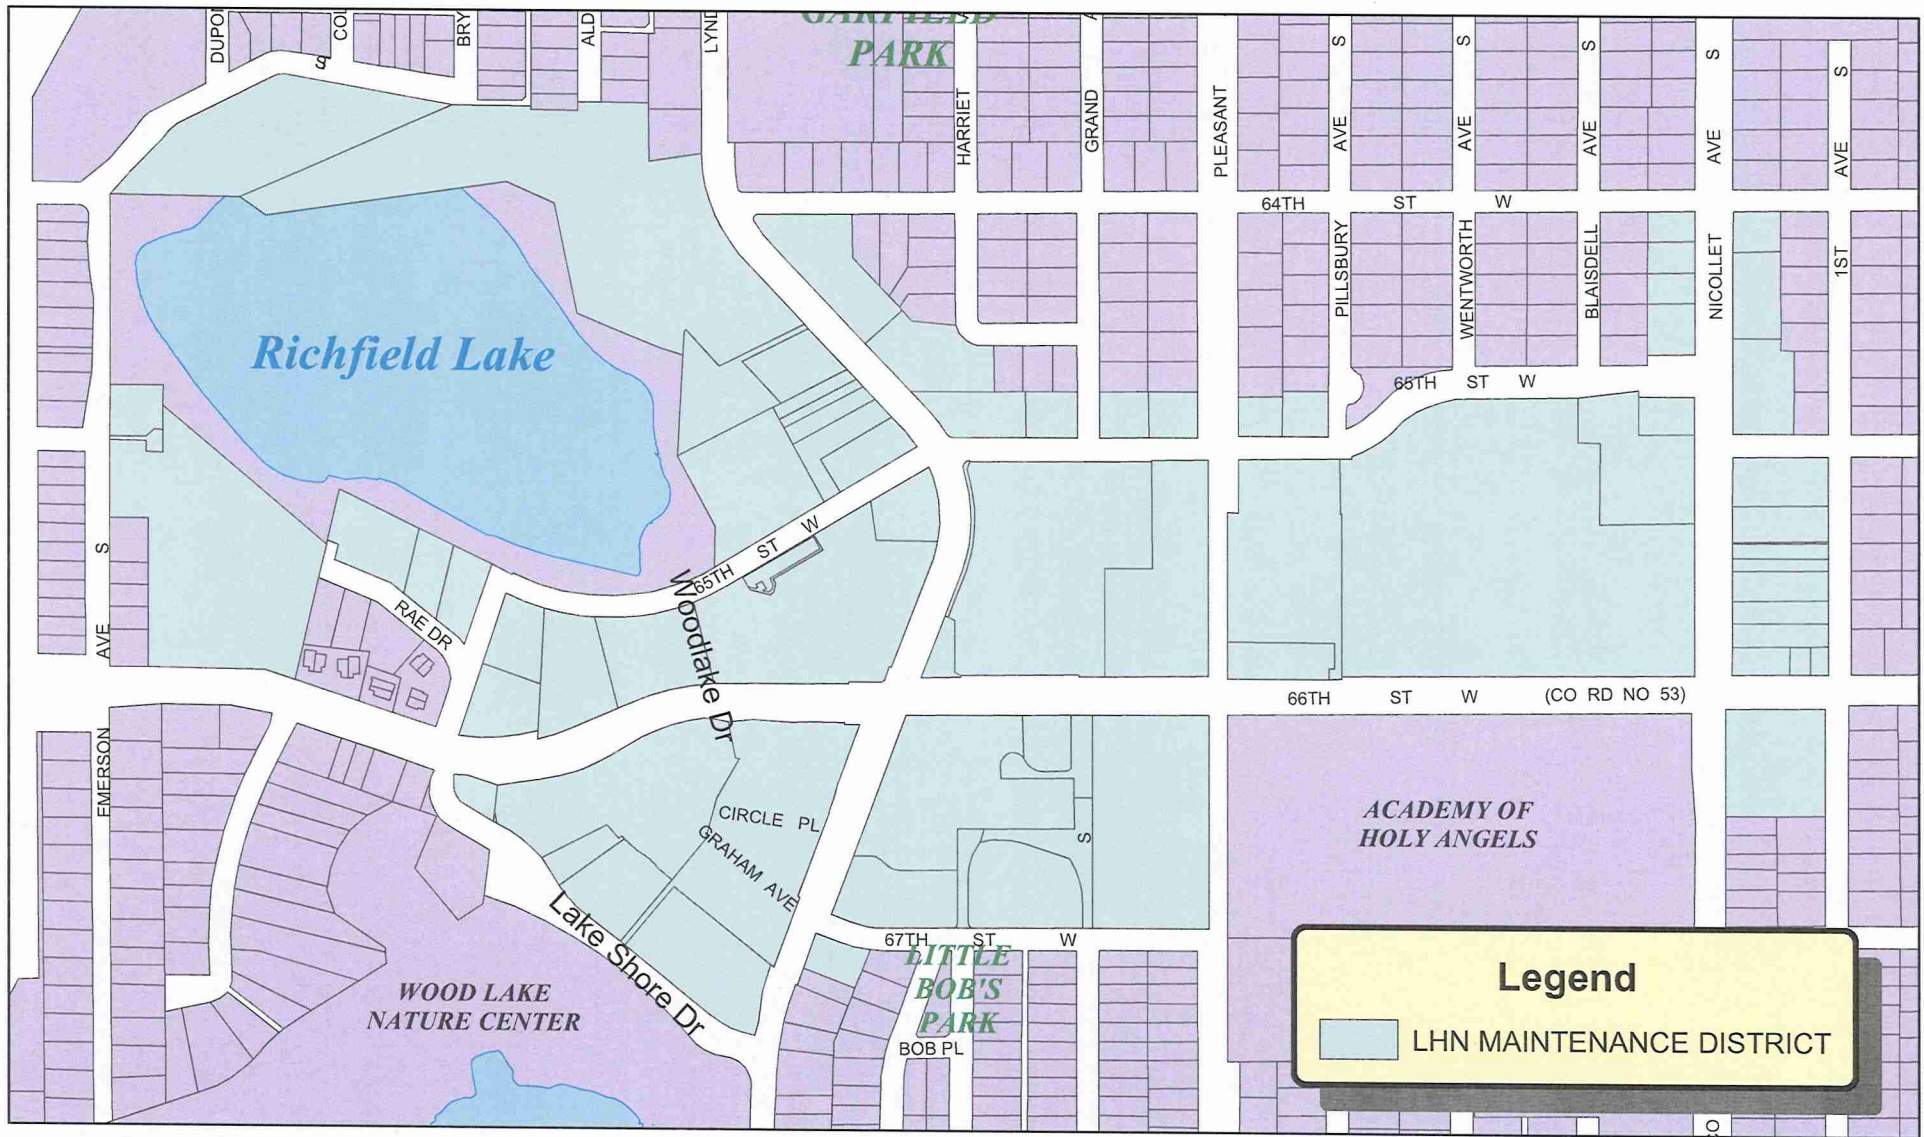 GARFIELD
PARK
COL
BRY
ALD
LYND
S
S
S
S
S
AVE
AVE
AVE
AVE
AVE
HARRIET
GRAND
PLEASANT
64TH ST W
PILLSBURY
WENTWORTH
BLAISDELL
NICOLLET
1ST
Richfield Lake
65TH ST W
65TH ST W
Woodlake Dr
RAE DR
AVE S
EMERSON
66TH ST W (CO RD NO 53)
CIRCLE PL
GRAHAM AVE
S
ACADEMY OF
HOLY ANGELS
Lake Shore Dr
67TH ST W
LITTLE
BOB'S
PARK
BOB PL
WOOD LAKE
NATURE CENTER
Legend
LHN MAINTENANCE DISTRICT